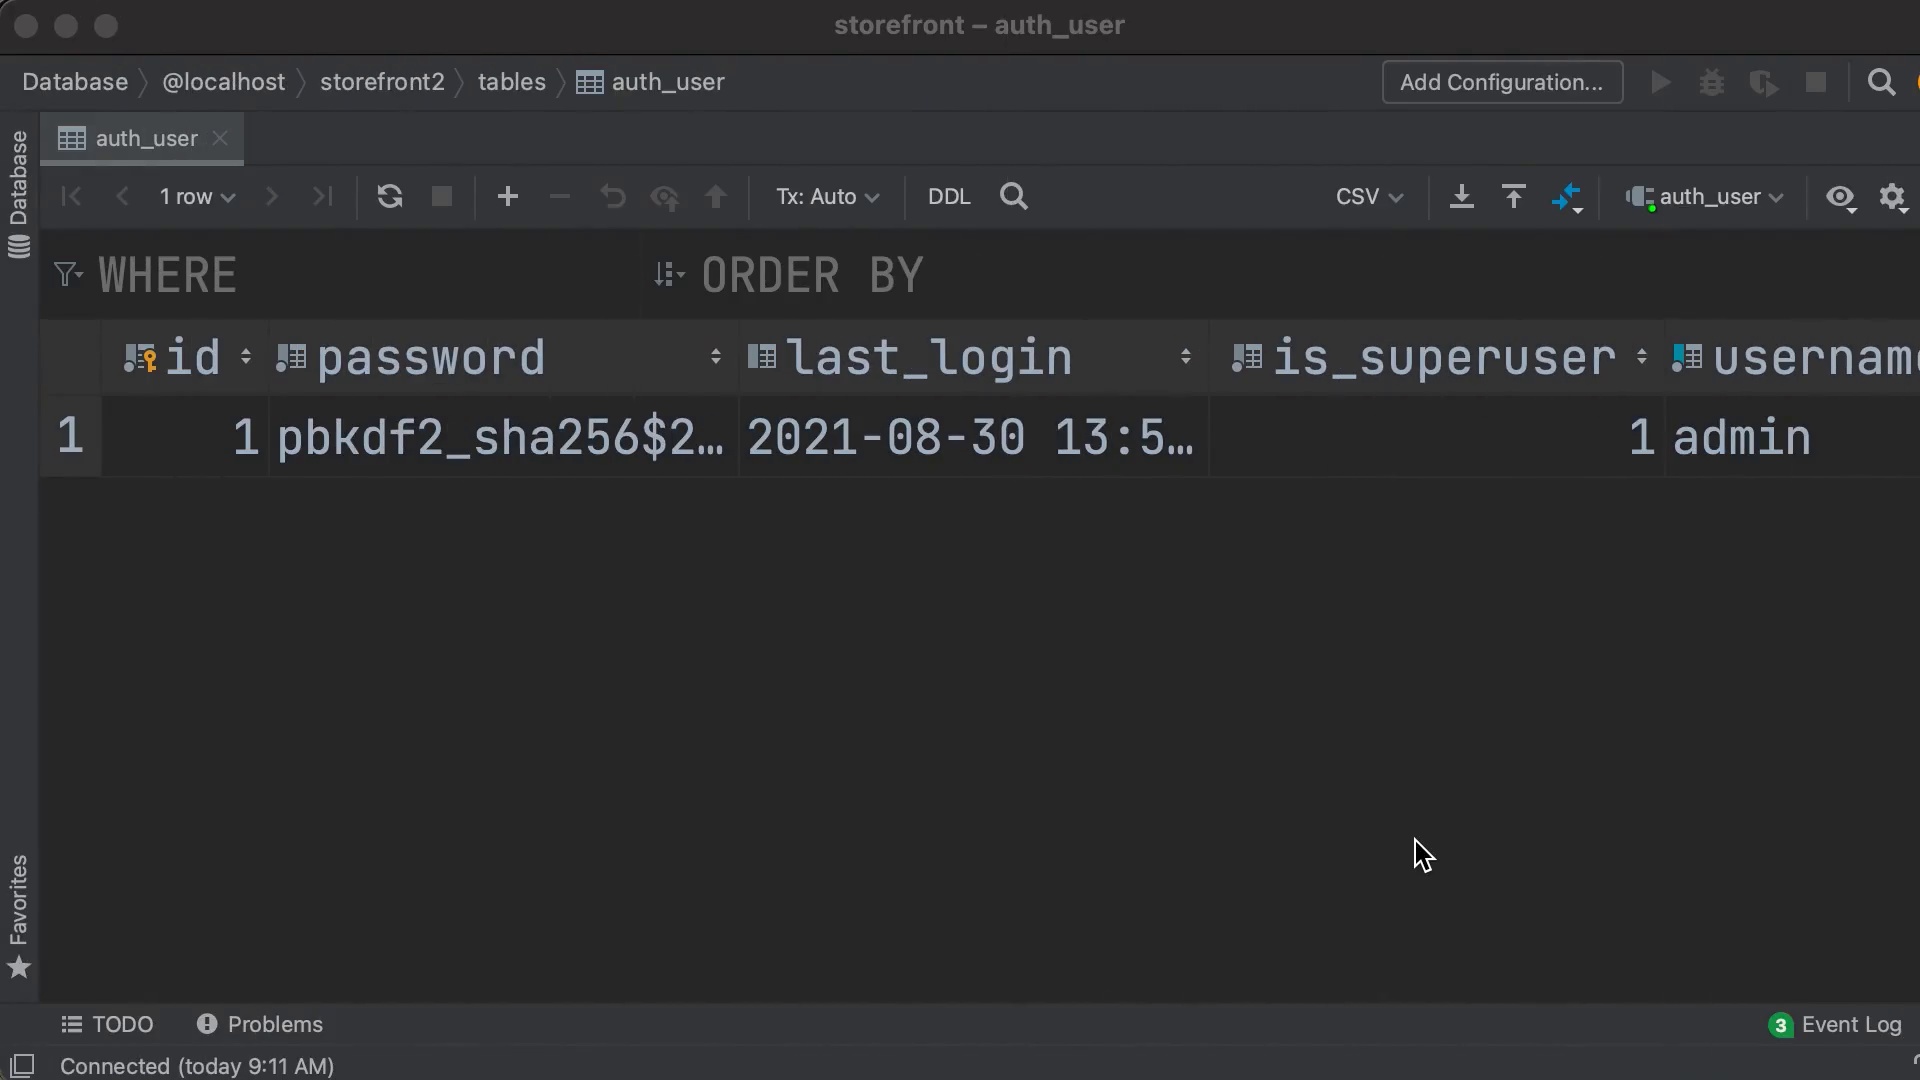 storefront – auth_user
Database @localhost storefront2 tables auth_user
Add Configuration...
auth_user
Database
1 row Tx: Auto DDL CSV auth_user
WHERE ORDER BY
id password last_login is_superuser usernam
1 1 pbkdf2_sha256$2… 2021-08-30 13:5… 1 admin
Favorites
TODO Problems 3 Event Log
Connected (today 9:11 AM)